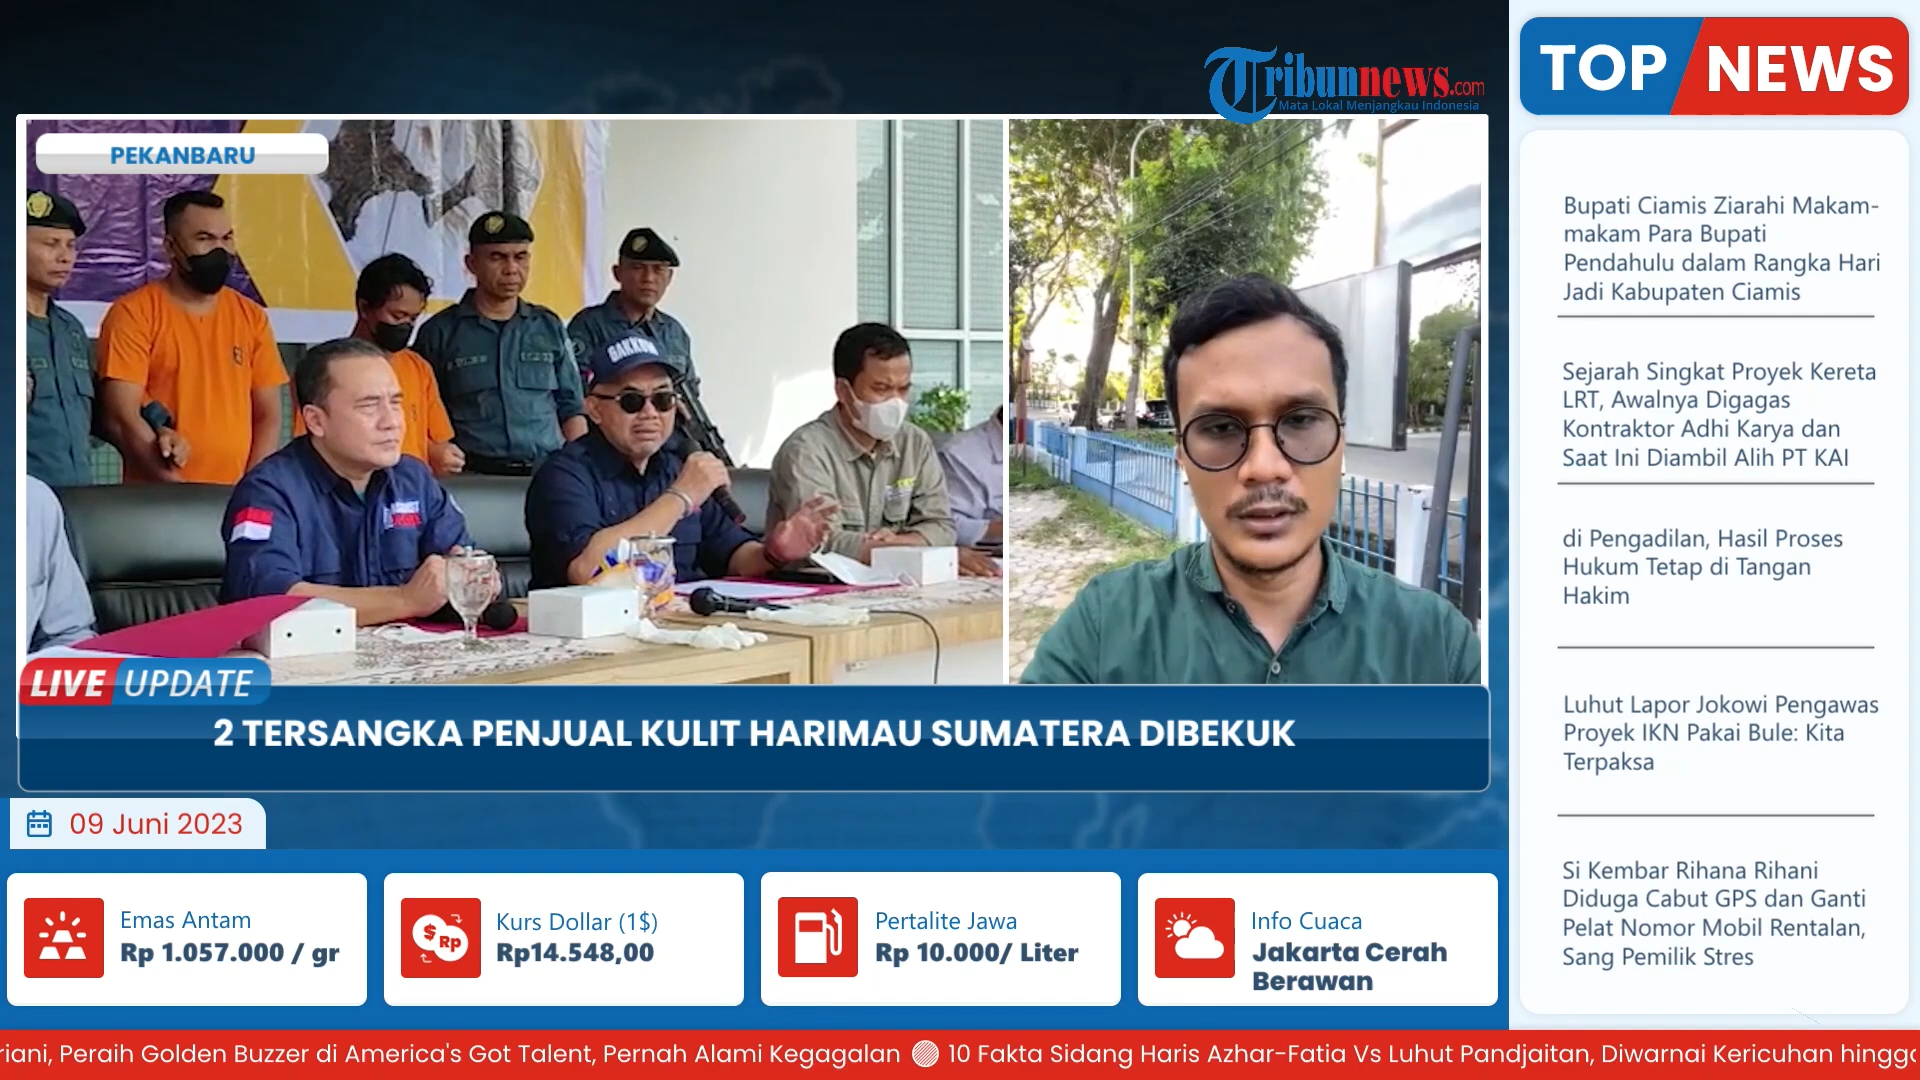 Tribunnews.com
Mata Lokal Menjangkau Indonesia
PEKANBARU
GAKKUM
LIVE UPDATE
2 TERSANGKA PENJUAL KULIT HARIMAU SUMATERA DIBEKUK
09 Juni 2023
Emas Antam
Rp 1.057.000 / gr
$ Rp
Kurs Dollar (1$)
Rp14.548,00
Pertalite Jawa
Rp 10.000/ Liter
Info Cuaca
Jakarta Cerah
Berawan
TOP NEWS
Bupati Ciamis Ziarahi Makam-
makam Para Bupati
Pendahulu dalam Rangka Hari
Jadi Kabupaten Ciamis
Sejarah Singkat Proyek Kereta
LRT, Awalnya Digagas
Kontraktor Adhi Karya dan
Saat Ini Diambil Alih PT KAI
di Pengadilan, Hasil Proses
Hukum Tetap di Tangan
Hakim
Luhut Lapor Jokowi Pengawas
Proyek IKN Pakai Bule: Kita
Terpaksa
Si Kembar Rihana Rihani
Diduga Cabut GPS dan Ganti
Pelat Nomor Mobil Rentalan,
Sang Pemilik Stres
riani, Peraih Golden Buzzer di America's Got Talent, Pernah Alami Kegagalan 10 Fakta Sidang Haris Azhar-Fatia Vs Luhut Pandjaitan, Diwarnai Kericuhan hingga